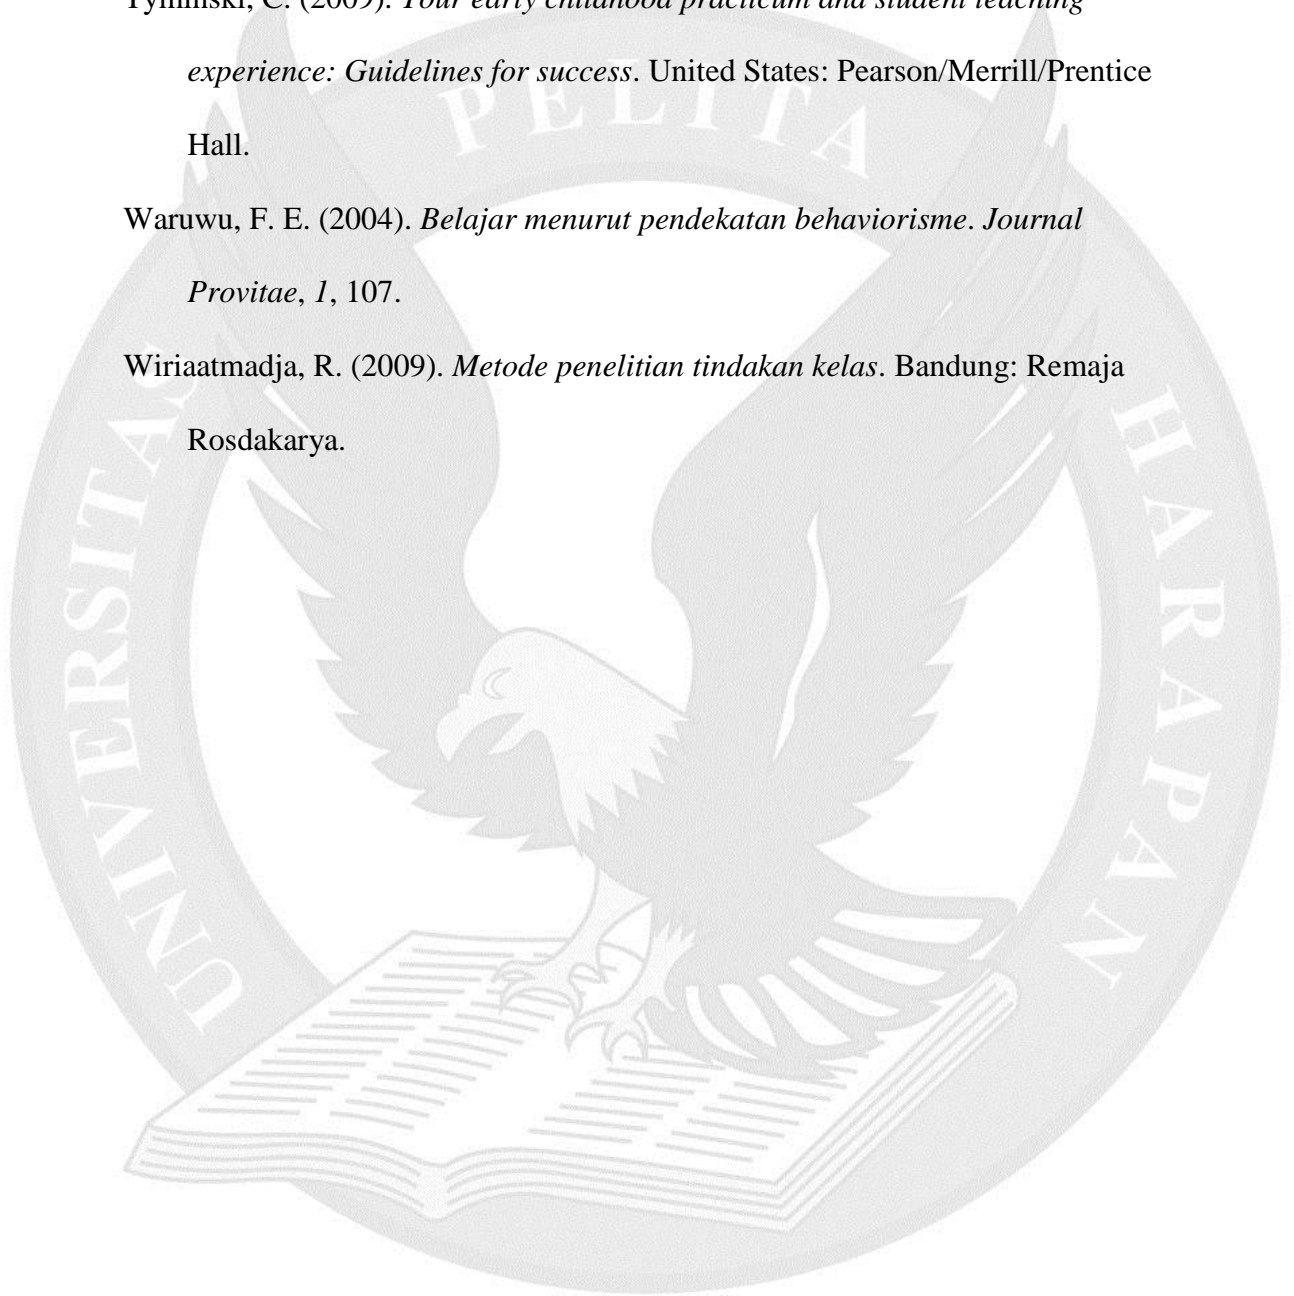 Tyminski, C. (2009). Your early childhood practicum and student teaching
experience: Guidelines for success. United States: Pearson/Merrill/Prentice
Hall.
Waruwu, F. E. (2004). Belajar menurut pendekatan behaviorisme. Journal
Provitae, 1, 107.
Wiriaatmadja, R. (2009). Metode penelitian tindakan kelas. Bandung: Remaja
Rosdakarya.
UNIVERSITAS PELITA HARAPAN